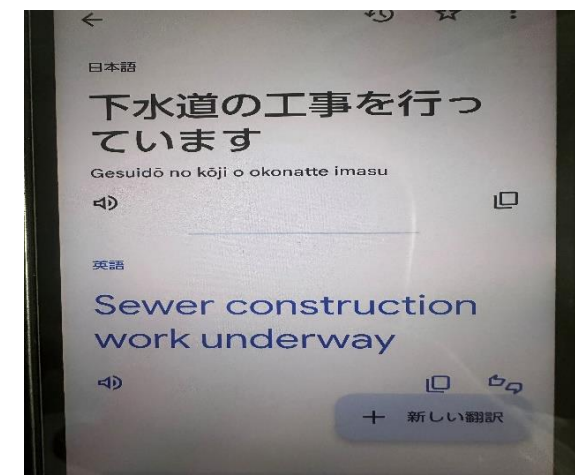 日本語
下水道の工事を行っ
ています
Gesuidō no kōji o okonatte imasu
英語
Sewer construction
work underway
+ 新しい翻訳